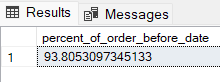 Results Messages
percent_of_order_before_date
1 93.8053097345133